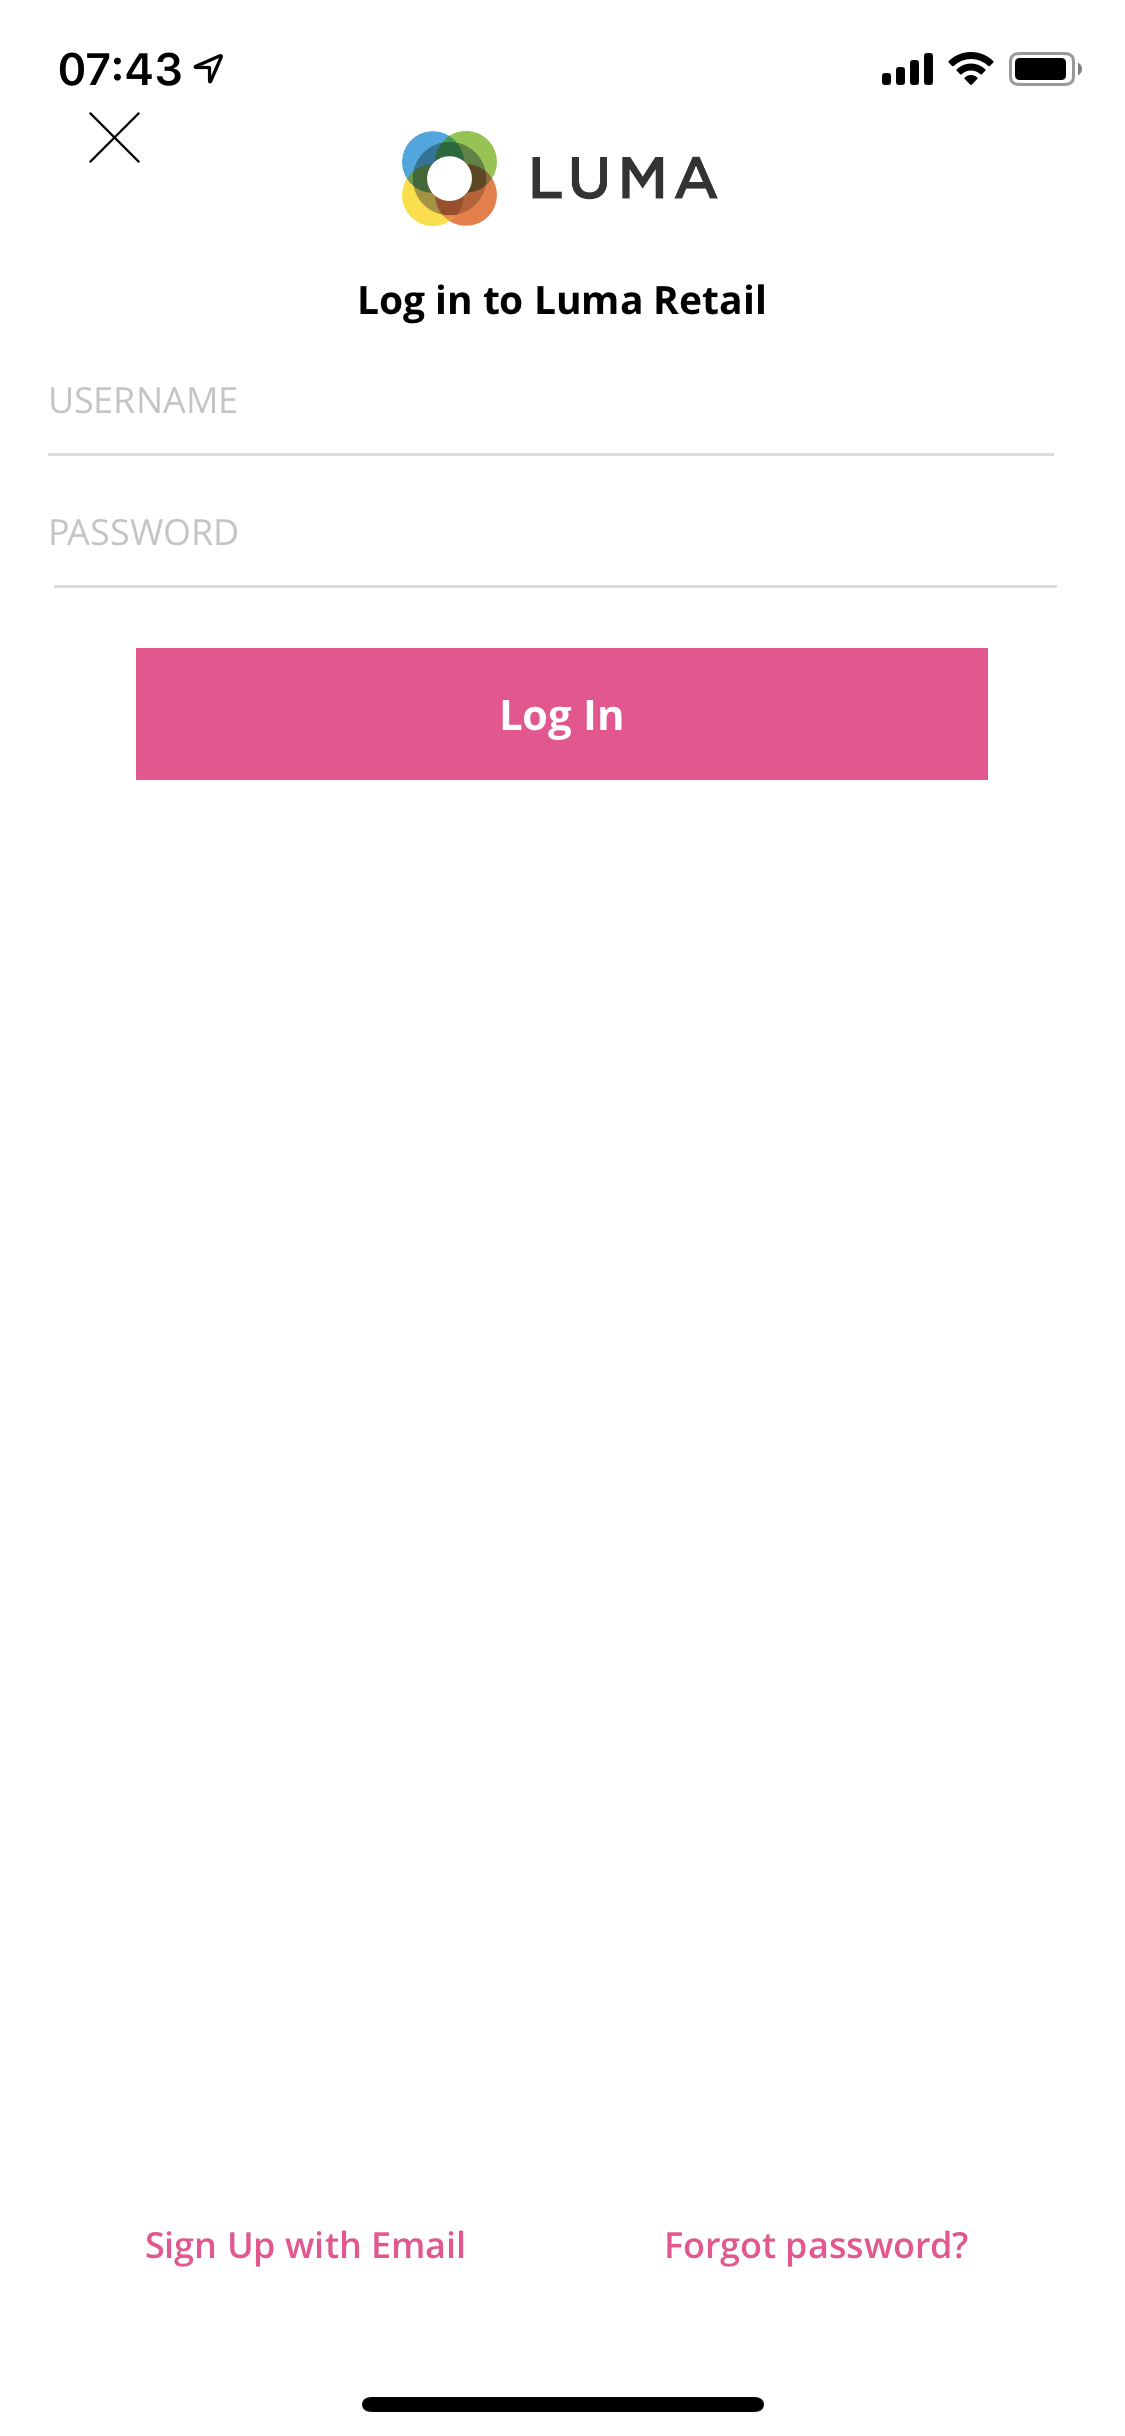 07:43
LUMA
Log in to Luma Retail
USERNAME
PASSWORD
Log In
Sign Up with Email
Forgot password?